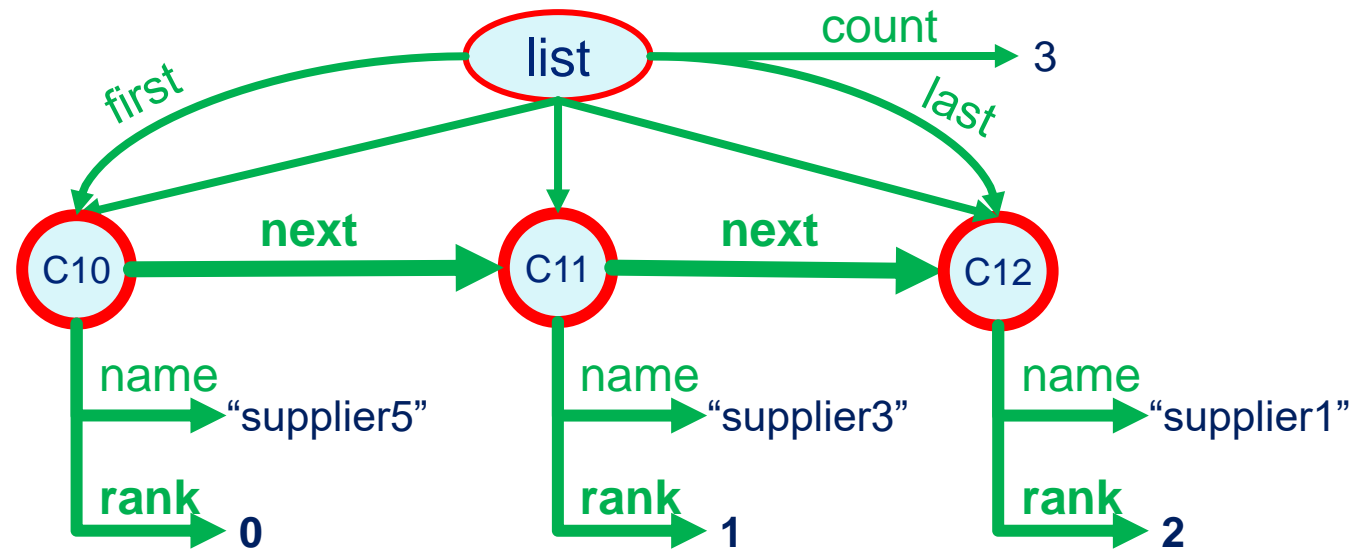 count
list
3
first
last
next
next
C10
C11
C12
name
name
name
“supplier5”
“supplier3”
“supplier1”
rank
rank
rank
0
1
2